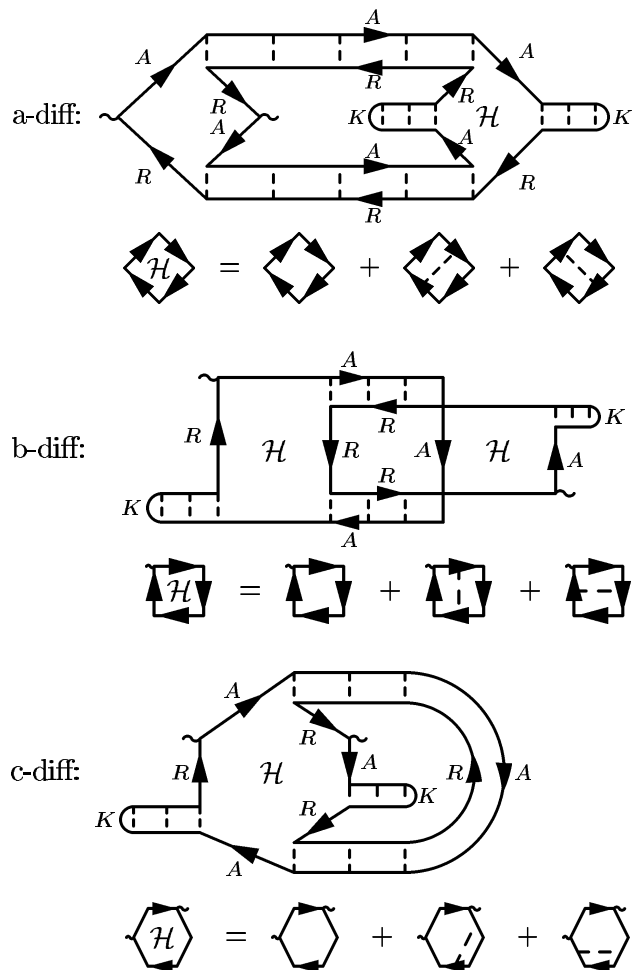 A A A
R R
a-diff: A K H K
A A
R R R
H = + +
A
R
b-diff: R H R A H A K
R
K A
H = + +
A
R
c-diff: R H A R A
K R K
A
H = + +